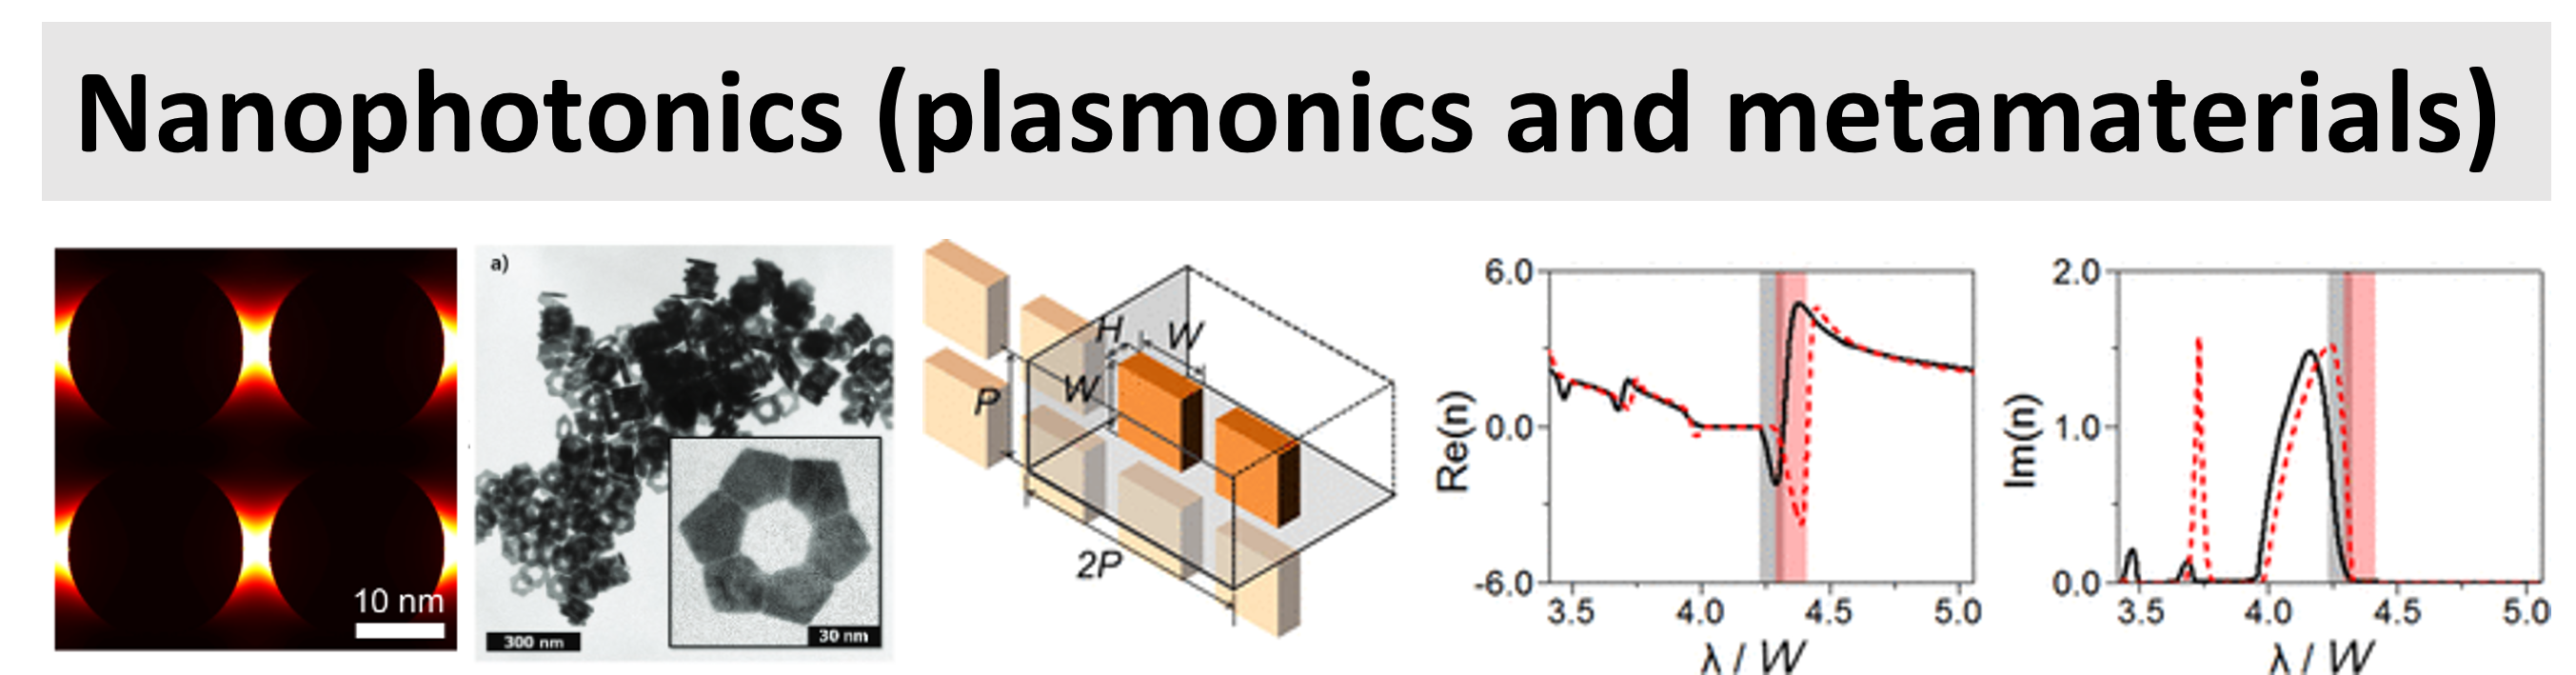 Nanophotonics (plasmonics and metamaterials)
10 nm
a)
300 nm
30 nm
H
W
W
P
2P
Re(n)
6.0
0.0
-6.0
3.5 4.0 4.5 5.0
λ / W
Im(n)
2.0
1.0
0.0
3.5 4.0 4.5 5.0
λ / W